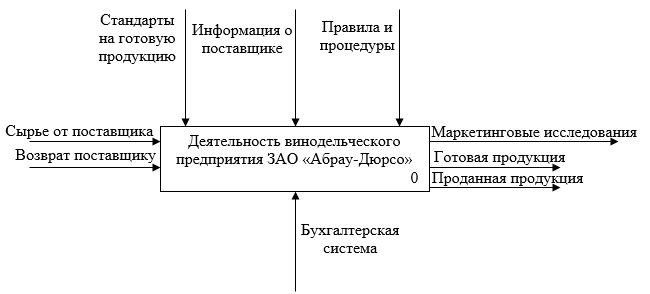 Стандарты
на готовую
продукцию
Информация о
поставщике
Правила и
процедуры
Сырье от поставщика
Возврат поставщику
Деятельность винодельческого
предприятия ЗАО «Абрау-Дюрсо»
0
Маркетинговые исследования
Готовая продукция
Проданная продукция
Бухгалтерская
система